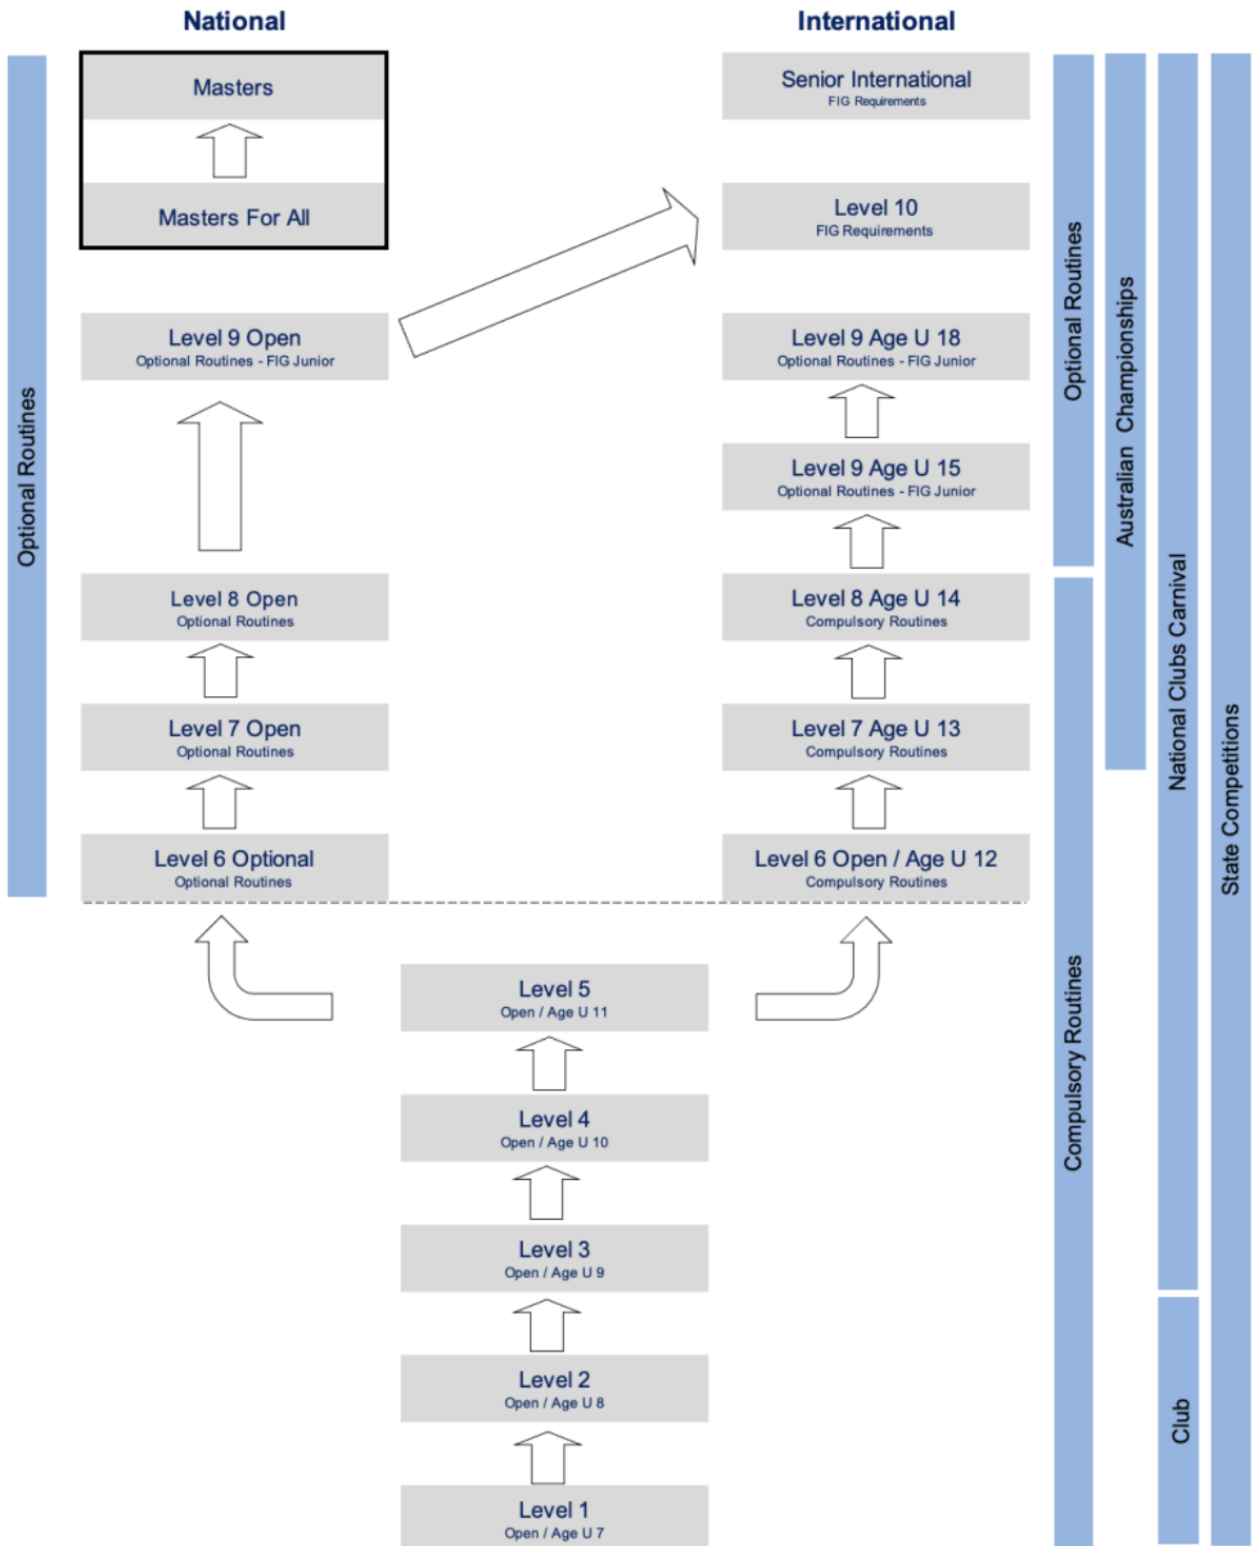 National
International
Masters
Masters For All
Level 9 Open
Optional Routines - FIG Junior
Level 8 Open
Optional Routines
Level 7 Open
Optional Routines
Level 6 Optional
Optional Routines
Senior International
FIG Requirements
Level 10
FIG Requirements
Level 9 Age U 18
Optional Routines - FIG Junior
Level 9 Age U 15
Optional Routines - FIG Junior
Level 8 Age U 14
Compulsory Routines
Level 7 Age U 13
Compulsory Routines
Level 6 Open / Age U 12
Compulsory Routines
Level 5
Open / Age U 11
Level 4
Open / Age U 10
Level 3
Open / Age U 9
Level 2
Open / Age U 8
Level 1
Open / Age U 7
Optional Routines
Optional Routines
Compulsory Routines
Australian Championships
National Clubs Carnival
Club
State Competitions